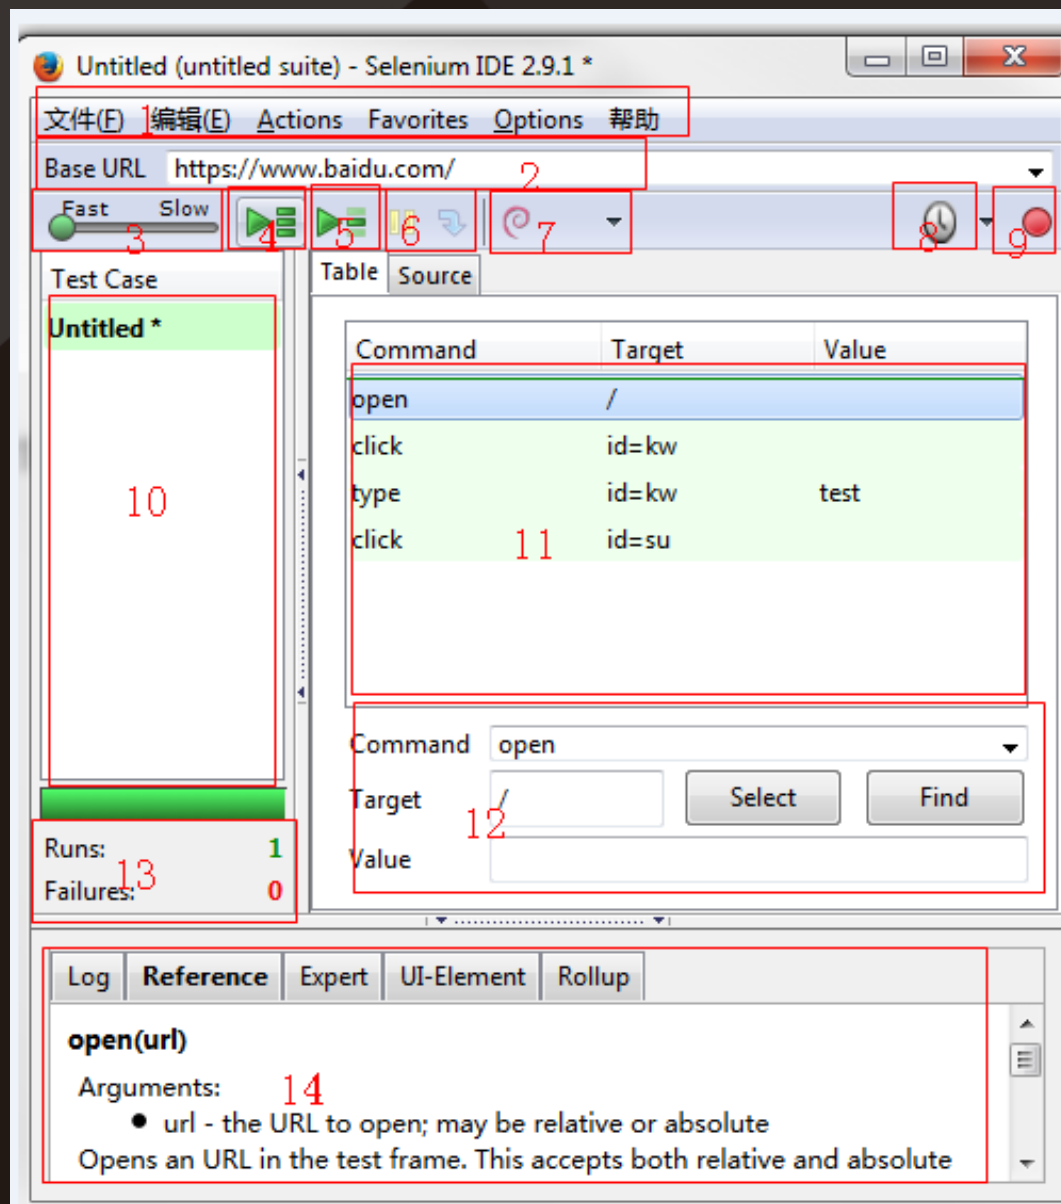 Untitled (untitled suite) - Selenium IDE 2.9.1 *
文件(F) 编辑(E) Actions Favorites Options 帮助
1
Base URL https://www.baidu.com/
2
Fast Slow
3 4 5 6 7 8 9
Test Case
Untitled *
10
Table Source
Command Target Value
open /
click id=kw
type id=kw test
click id=su
11
Command open
Target / Select Find
12
Value
Runs: 1
13
Failures: 0
Log Reference Expert UI-Element Rollup
open(url)
Arguments:
14
● url - the URL to open; may be relative or absolute
Opens an URL in the test frame. This accepts both relative and absolute